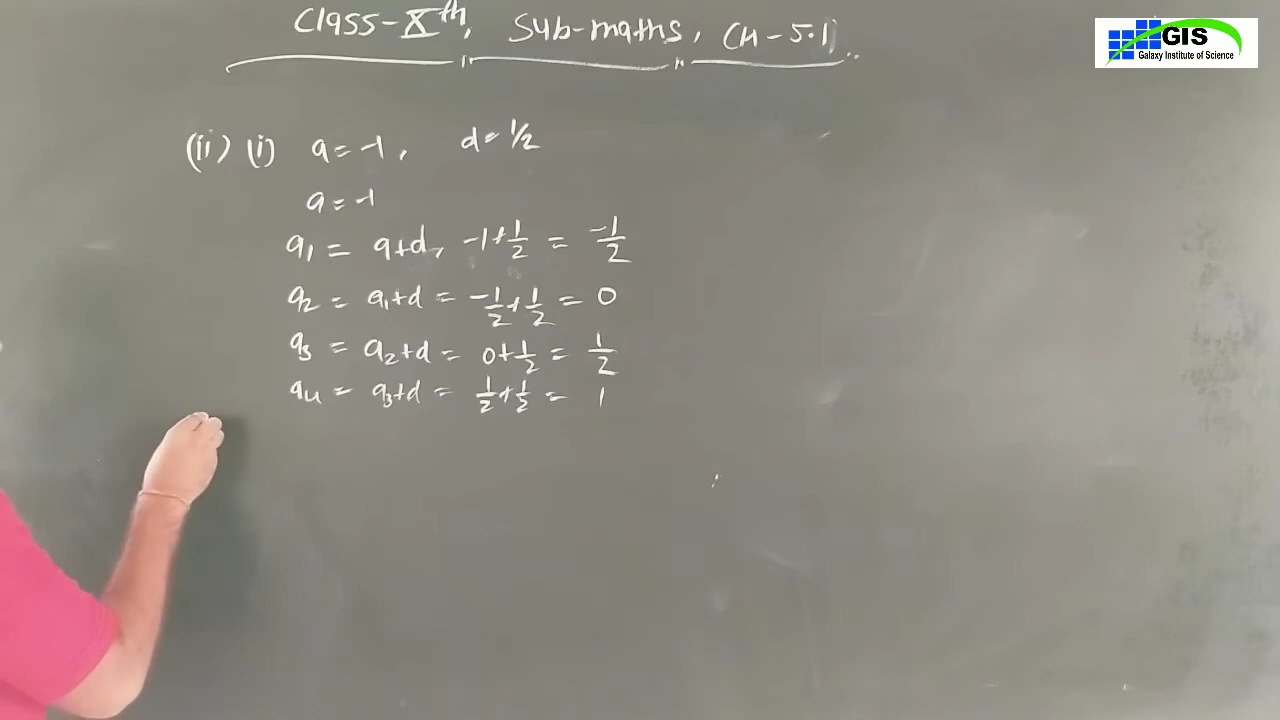 Class-Xth, Sub-maths, CH-5.1
GIS
Galaxy Institute of Science
(ii) (i) a = -1, d = 1/2
a = -1
a1 = a+d, -1+1/2 = -1/2
a2 = a1+d = -1/2+1/2 = 0
a3 = a2+d = 0+1/2 = 1/2
a4 = a3+d = 1/2+1/2 = 1